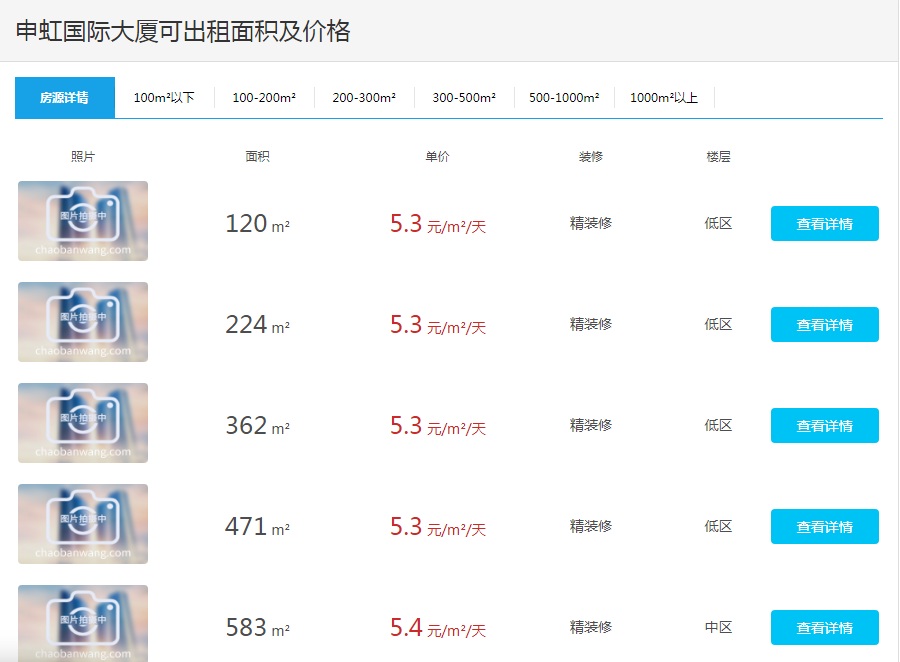 申虹国际大厦可出租面积及价格
房源详情 100m²以下 100-200m² 200-300m² 300-500m² 500-1000m² 1000m²以上
照片 面积 单价 装修 楼层
图片拍摄中
chaobanwang.com
120 m² 5.3 元/m²/天 精装修 低区 查看详情
图片拍摄中
chaobanwang.com
224 m² 5.3 元/m²/天 精装修 低区 查看详情
图片拍摄中
chaobanwang.com
362 m² 5.3 元/m²/天 精装修 低区 查看详情
图片拍摄中
chaobanwang.com
471 m² 5.3 元/m²/天 精装修 低区 查看详情
图片拍摄中
chaobanwang.com
583 m² 5.4 元/m²/天 精装修 中区 查看详情